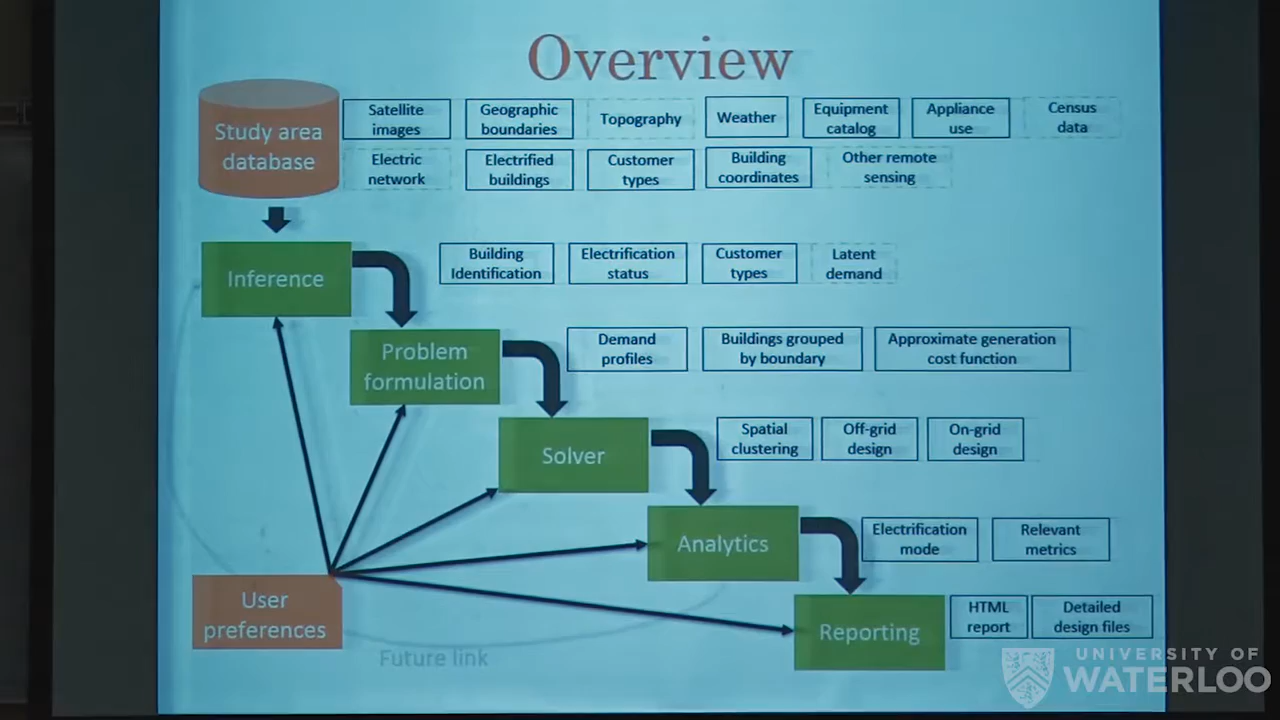 Overview
Study area
database
Satellite
images
Geographic
boundaries
Topography
Weather
Equipment
catalog
Appliance
use
Census
data
Electric
network
Electrified
buildings
Customer
types
Building
coordinates
Other remote
sensing
Inference
Building
Identification
Electrification
status
Customer
types
Latent
demand
Problem
formulation
Demand
profiles
Buildings grouped
by boundary
Approximate generation
cost function
Solver
Spatial
clustering
Off-grid
design
On-grid
design
Analytics
Electrification
mode
Relevant
metrics
User
preferences
Reporting
HTML
report
Detailed
design files
Future link
UNIVERSITY OF
WATERLOO